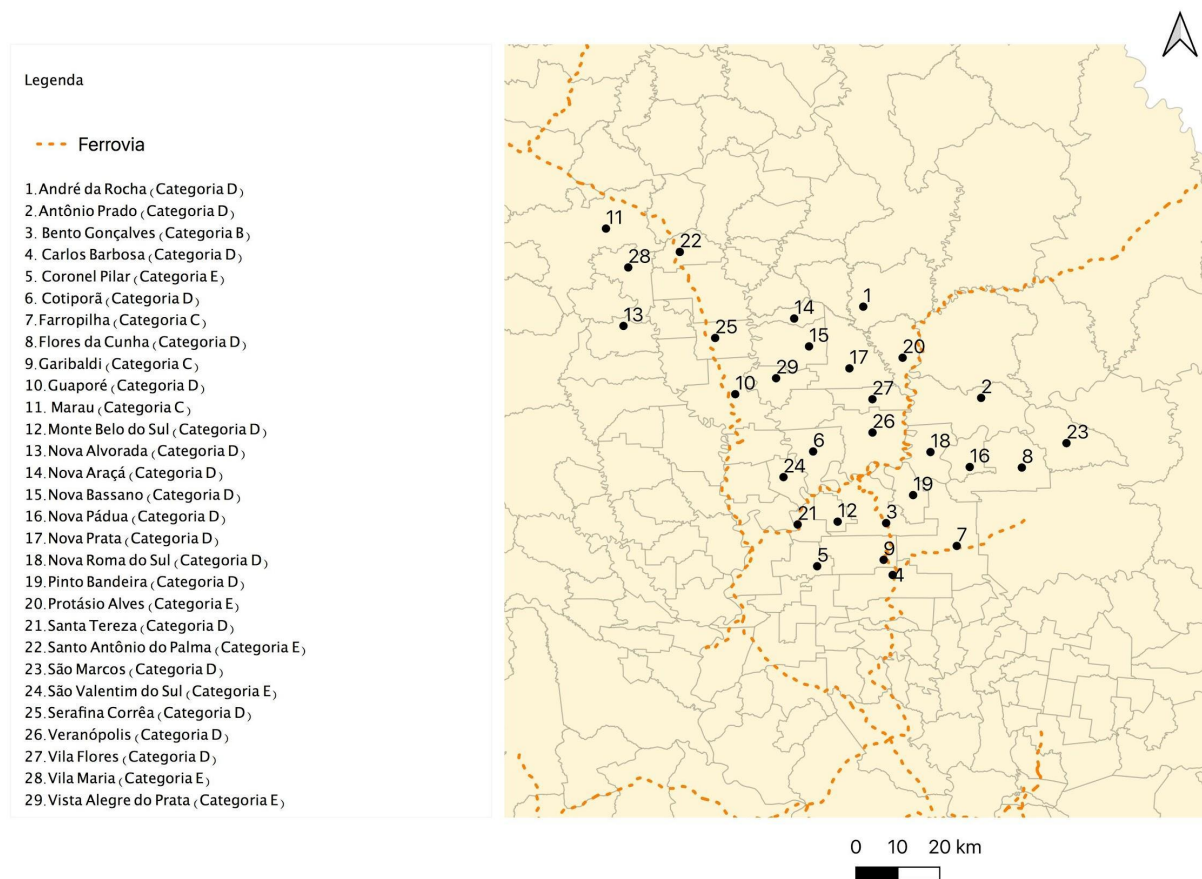 Legenda
Ferrovia
1.André da Rocha (Categoria D)
2.Antônio Prado (Categoria D)
3. Bento Gonçalves (Categoria B)
4. Carlos Barbosa (Categoria D)
5. Coronel Pilar (Categoria E)
6. Cotiporã (Categoria D)
7.Farropilha (Categoria C)
8.Flores da Cunha (Categoria D)
9.Garibaldi (Categoria C)
10.Guaporé (Categoria D)
11. Marau (Categoria C)
12.Monte Belo do Sul (Categoria D)
13.Nova Alvorada (Categoria D)
14.Nova Araçá (Categoria D)
15.Nova Bassano (Categoria D)
16.Nova Pádua (Categoria D)
17.Nova Prata (Categoria D)
18.Nova Roma do Sul (Categoria D)
19.Pinto Bandeira (Categoria D)
20.Protásio Alves (Categoria E)
21.Santa Tereza (Categoria D)
22.Santo Antônio do Palma (Categoria E)
23.São Marcos (Categoria D)
24.São Valentim do Sul (Categoria E)
25.Serafina Corrêa (Categoria D)
26.Veranópolis (Categoria D)
27.Vila Flores (Categoria D)
28.Vila Maria (Categoria E)
29.Vista Alegre do Prata (Categoria E)
11
22
28
1
14
13
25
15
20
17
29
10
2
27
26
23
6
18
16
8
24
19
21
12
3
7
9
5
4
0 10 20 km